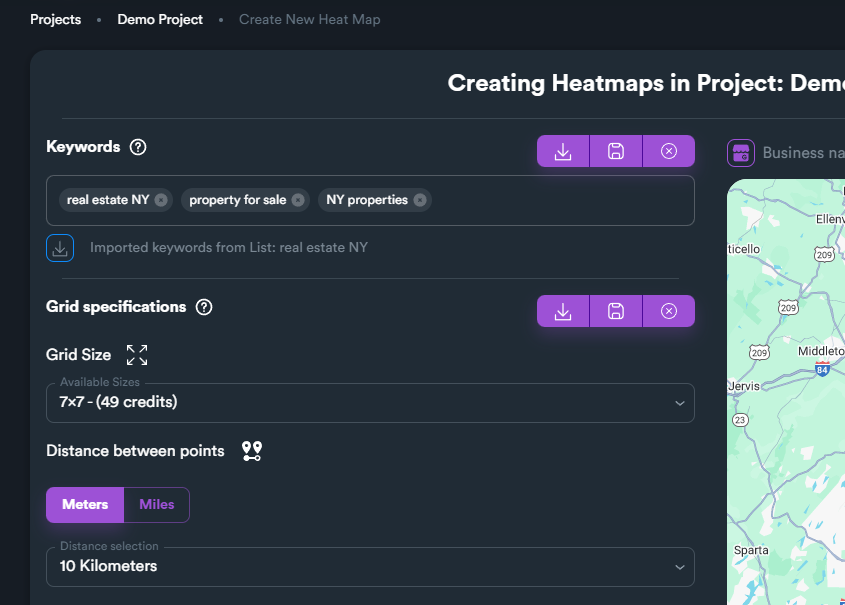 Projects • Demo Project • Create New Heat Map
Creating Heatmaps in Project: Demo
Keywords
Business na
real estate NY
property for sale
NY properties
Imported keywords from List: real estate NY
Grid specifications
Grid Size
Available Sizes
7×7 - (49 credits)
Distance between points
Meters
Miles
Distance selection
10 Kilometers
Ellenv
ticello
209
209
209
Middleto
84
Jervis
23
Sparta